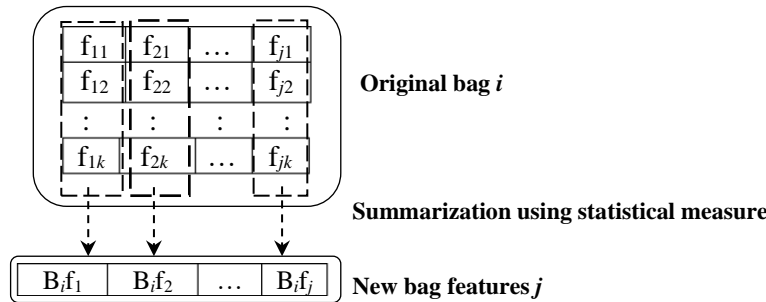 f11 f21 … fj1
f12 f22 … fj2
Original bag i
: : : :
f1k f2k … fjk
Summarization using statistical measure
Bif1 Bif2 … Bifj
New bag features j